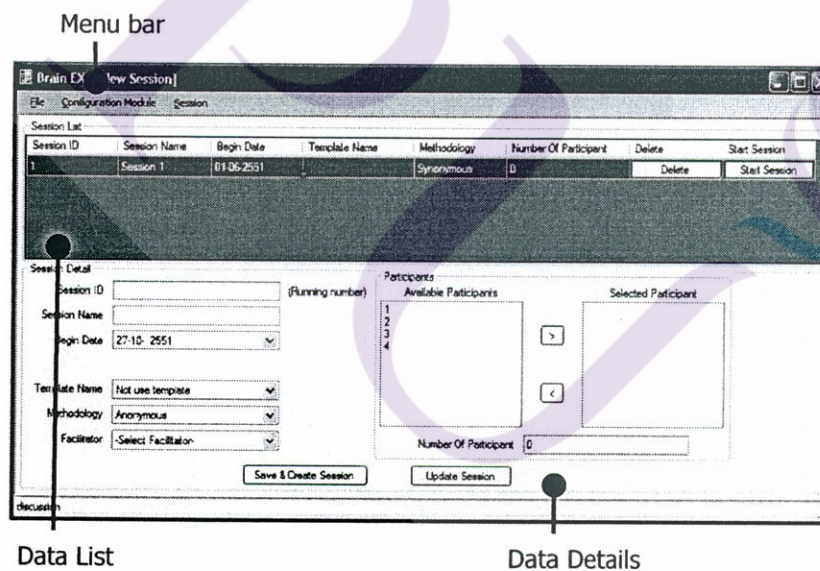 Menu bar
Brain EX ew Session]
File Configuration Module Session
Session List
Session ID Session Name Begin Date Template Name Methodology Number Of Participant Delete Start Session
1 Session 1 01-06-2551 Synonymous 0 Delete Start Session
Session Detail
Session ID (Running number)
Session Name
Begin Date 27-10- 2551
Template Name Not use template
Methodology Anonymous
Facilitator -Select Facilitator-
Participants
Available Participants Selected Participant
1
2
3
4
>
<
Number Of Participant 0
Save & Create Session Update Session
discussion
Data List Data Details